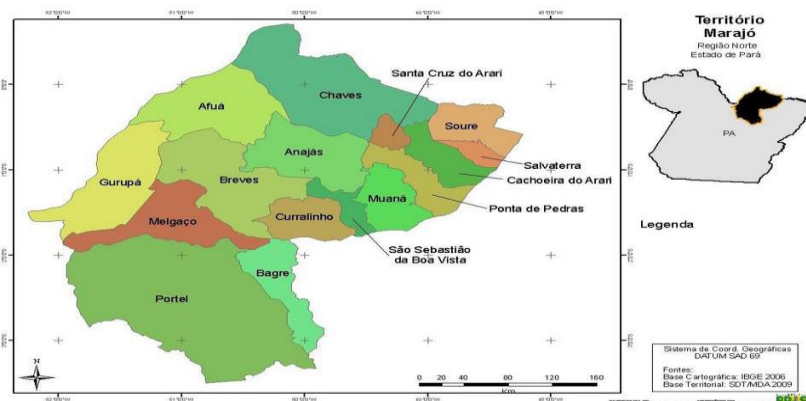 Território
Marajó
Região Norte
Estado de Pará
Santa Cruz do Arari
Chaves
Afuá
Soure
Anajás
Salvaterra
Gurupá
Breves
Cachoeira do Arari
Muaná
Ponta de Pedras
Melgaço
Curralinho
São Sebastião
da Boa Vista
Bagre
Portel
PA
Legenda
N
0 20 40 80 120 160
Km
Sistema de Coord. Geográficas
DATUM SAD 69
Fontes:
Base Cartográfica: IBGE 2006
Base Territorial: SDT/MDA 2009